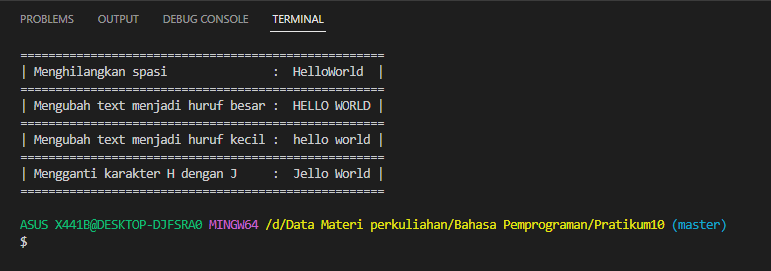 PROBLEMS OUTPUT DEBUG CONSOLE TERMINAL
====================================================
| Menghilangkan spasi               :  HelloWorld  |
====================================================
| Mengubah text menjadi huruf besar :  HELLO WORLD |
====================================================
| Mengubah text menjadi huruf kecil :  hello world |
====================================================
| Mengganti karakter H dengan J     :  Jello World |
====================================================
ASUS X441B@DESKTOP-DJFSRA0 MINGW64 /d/Data Materi perkuliahan/Bahasa Pemprograman/Pratikum10 (master)
$